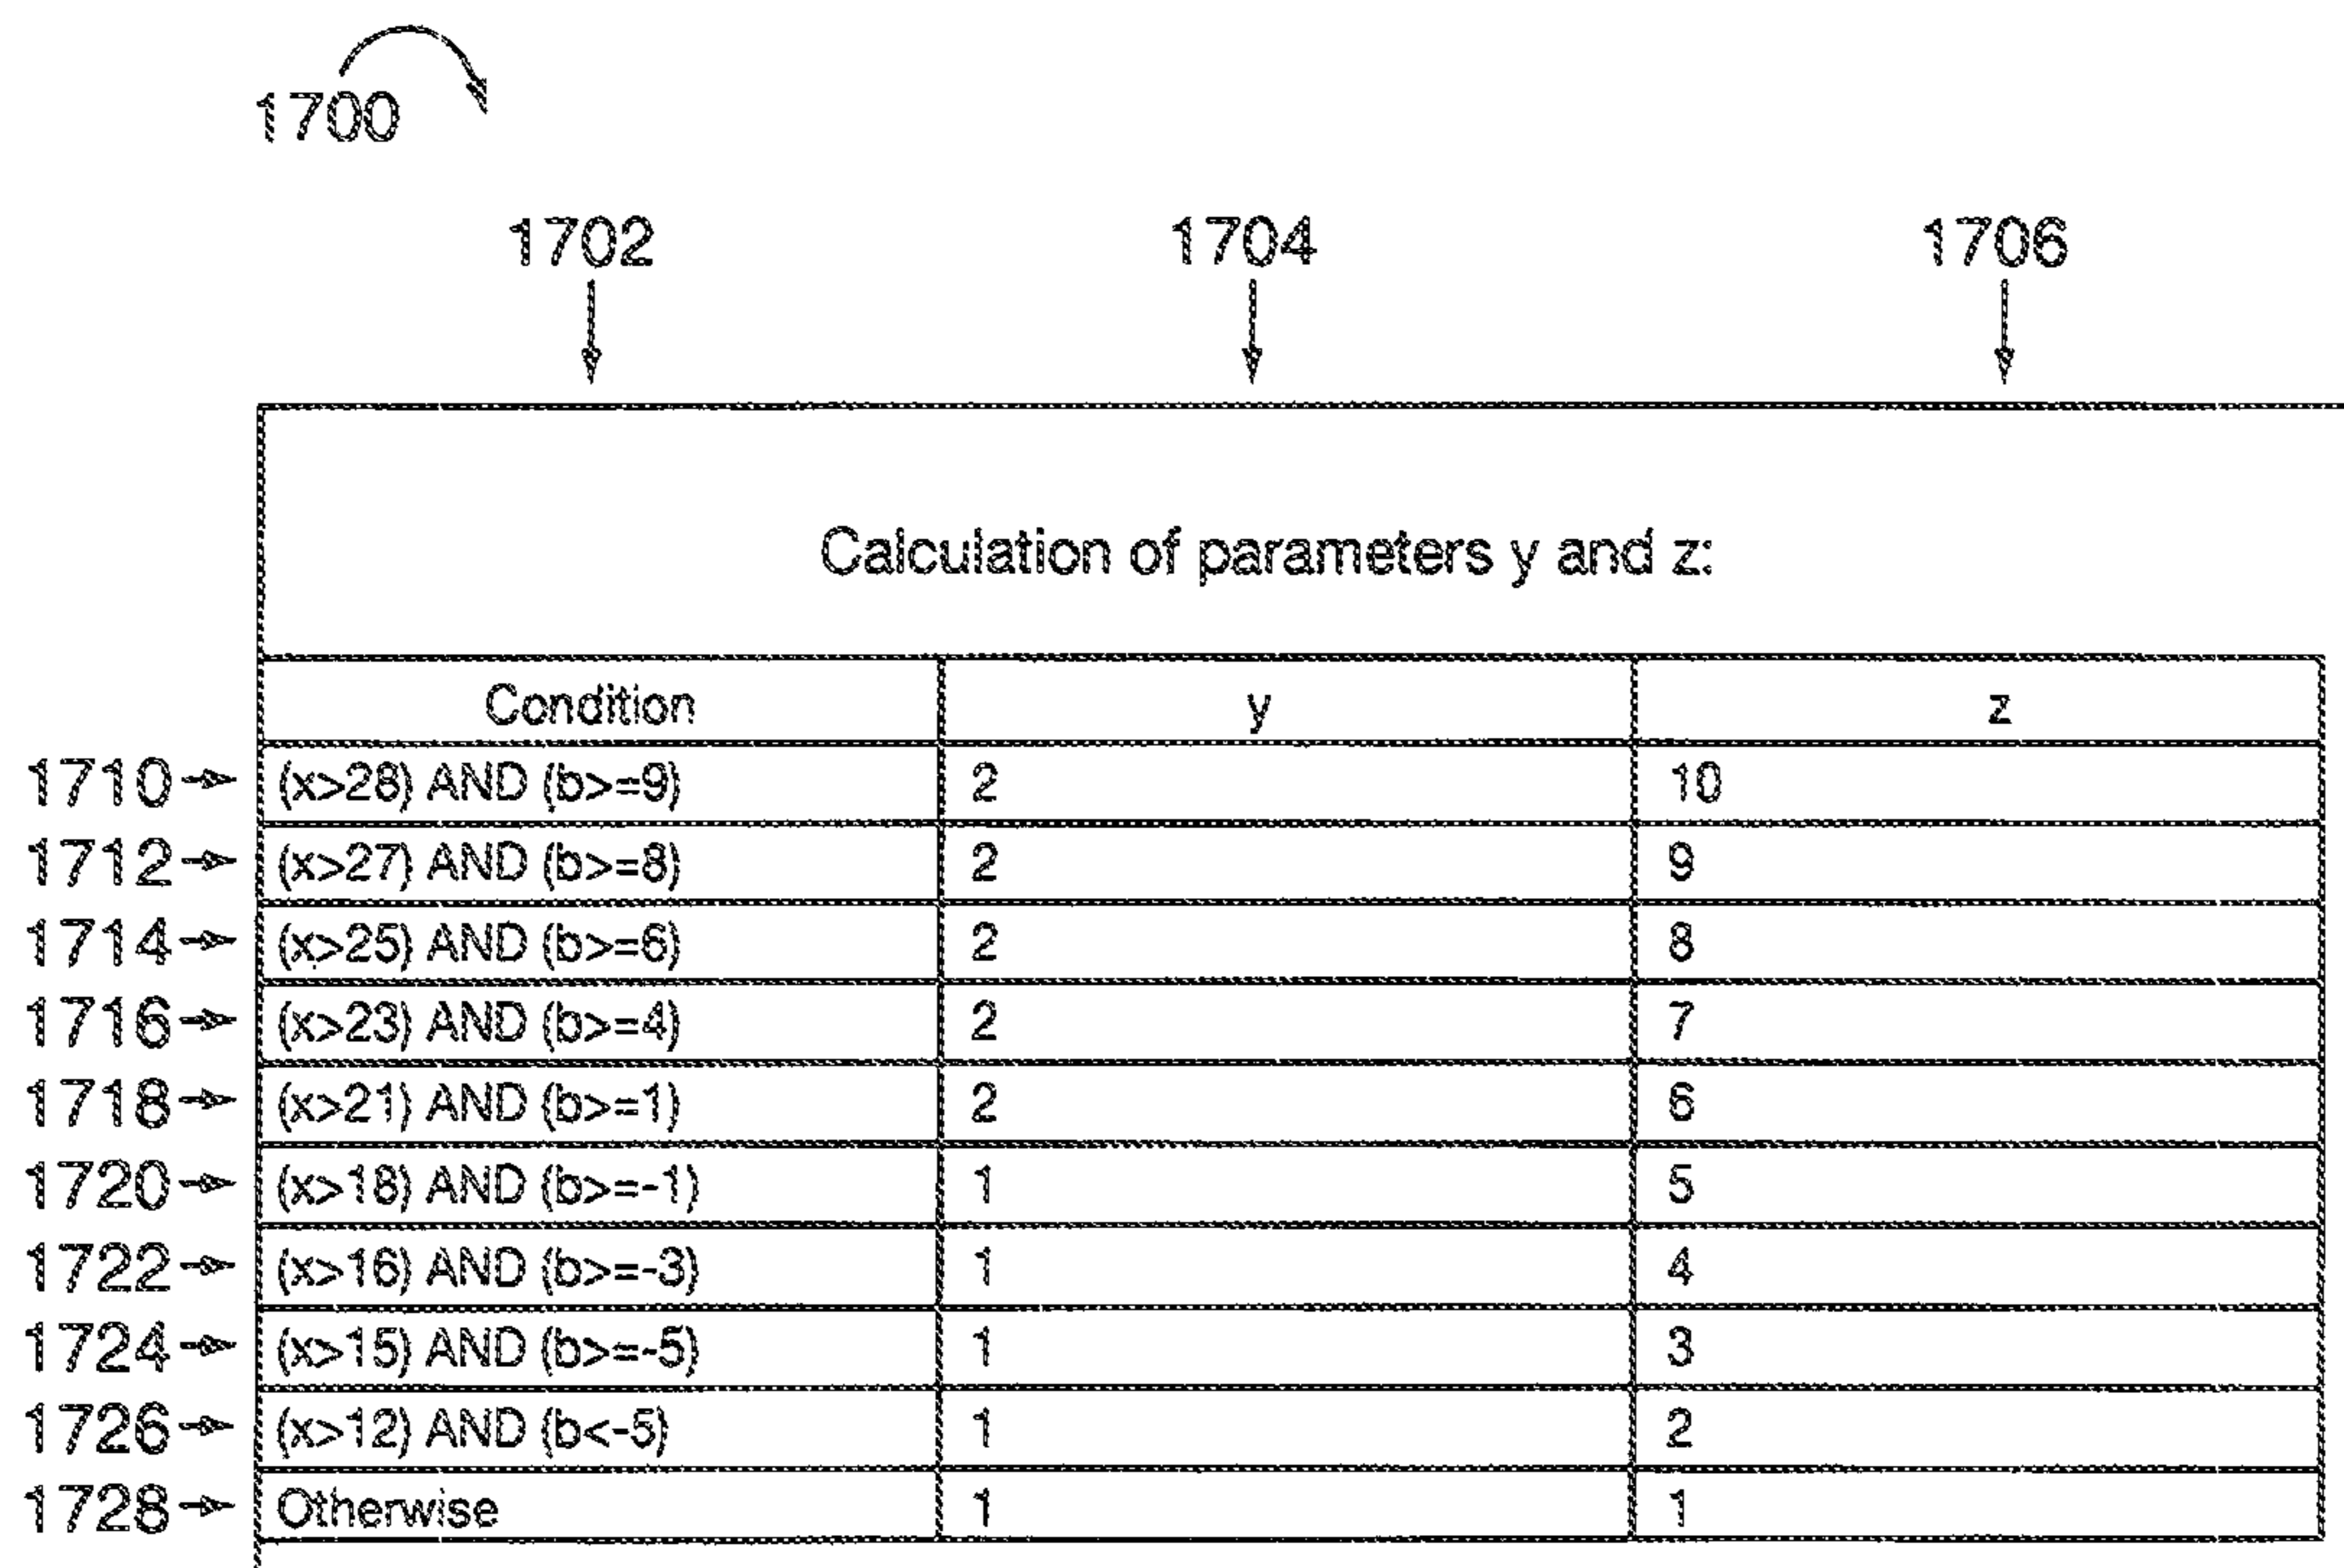 1700
1702 1704 1706
Calculation of parameters y and z:
Condition y z
1710 (x>28) AND (b>=9) 2 10
1712 (x>27) AND (b>=8) 2 9
1714 (x>25) AND (b>=6) 2 8
1716 (x>23) AND (b>=4) 2 7
1718 (x>21) AND (b>=1) 2 6
1720 (x>18) AND (b>=-1) 1 5
1722 (x>16) AND (b>=-3) 1 4
1724 (x>15) AND (b>=-5) 1 3
1726 (x>12) AND (b<-5) 1 2
1728 Otherwise 1 1